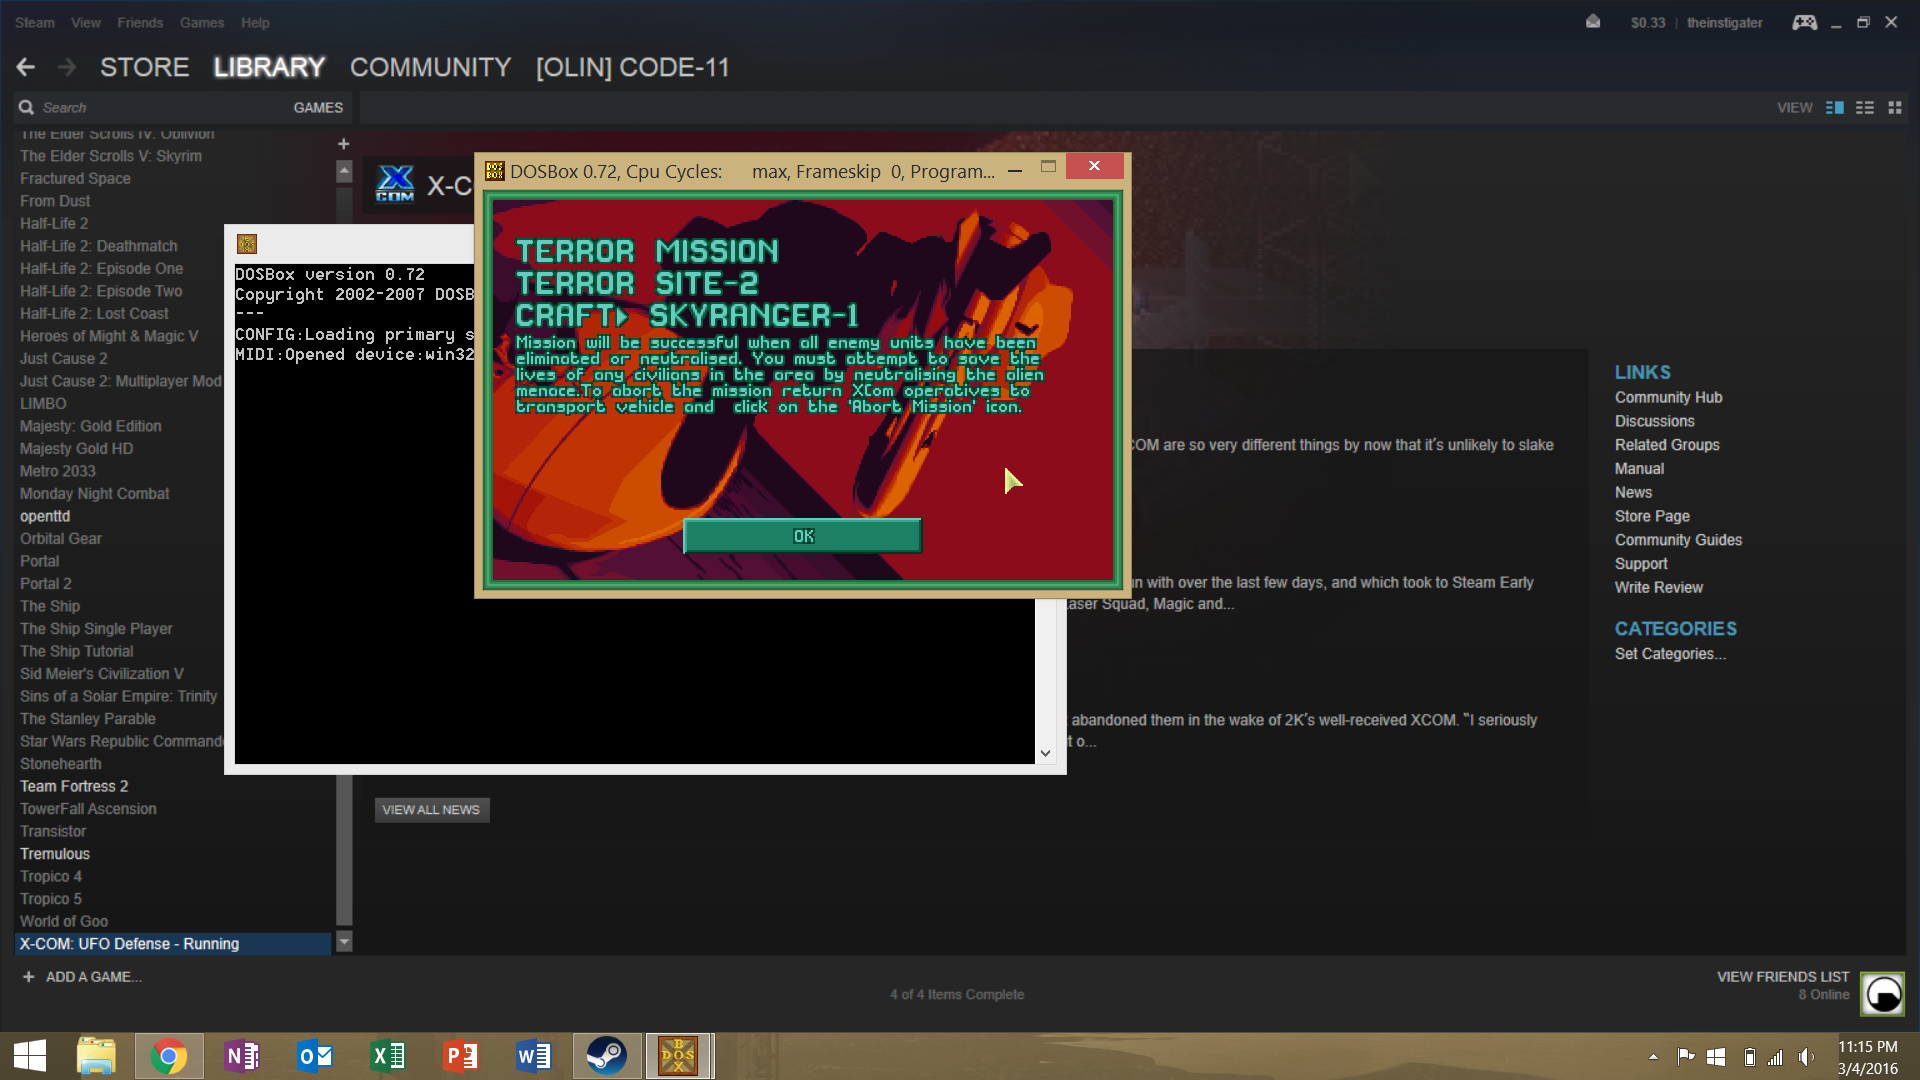 Steam View Friends Games Help
$0.33 | theinstigater
STORE LIBRARY COMMUNITY [OLIN] CODE-11
Search GAMES
VIEW
The Elder Scrolls IV: Oblivion
The Elder Scrolls V: Skyrim
Fractured Space
From Dust
Half-Life 2
Half-Life 2: Deathmatch
Half-Life 2: Episode One
Half-Life 2: Episode Two
Half-Life 2: Lost Coast
Heroes of Might & Magic V
Just Cause 2
Just Cause 2: Multiplayer Mod
LIMBO
Majesty: Gold Edition
Majesty Gold HD
Metro 2033
Monday Night Combat
openttd
Orbital Gear
Portal
Portal 2
The Ship
The Ship Single Player
The Ship Tutorial
Sid Meier's Civilization V
Sins of a Solar Empire: Trinity
The Stanley Parable
Star Wars Republic Command
Stonehearth
Team Fortress 2
TowerFall Ascension
Transistor
Tremulous
Tropico 4
Tropico 5
World of Goo
X-COM: UFO Defense - Running
+ ADD A GAME...
X COM
X-C
DOSBox version 0.72
Copyright 2002-2007 DOSB
---
CONFIG:Loading primary s
MIDI:Opened device:win32
DOSBox 0.72, Cpu Cycles: max, Frameskip 0, Program...
TERROR MISSION
TERROR SITE-2
CRAFT> SKYRANGER-1
Mission will be successful when all enemy units have been
eliminated or neutralised. You must attempt to save the
lives of any civilians in the area by neutralising the alien
menace.To abort the mission return XCom operatives to
transport vehicle and click on the 'Abort Mission' icon.
OK
COM are so very different things by now that it's unlikely to slake
n with over the last few days, and which took to Steam Early
aser Squad, Magic and...
abandoned them in the wake of 2K's well-received XCOM. "I seriously
t o...
VIEW ALL NEWS
LINKS
Community Hub
Discussions
Related Groups
Manual
News
Store Page
Community Guides
Support
Write Review
CATEGORIES
Set Categories...
4 of 4 Items Complete
VIEW FRIENDS LIST
8 Online
11:15 PM
3/4/2016